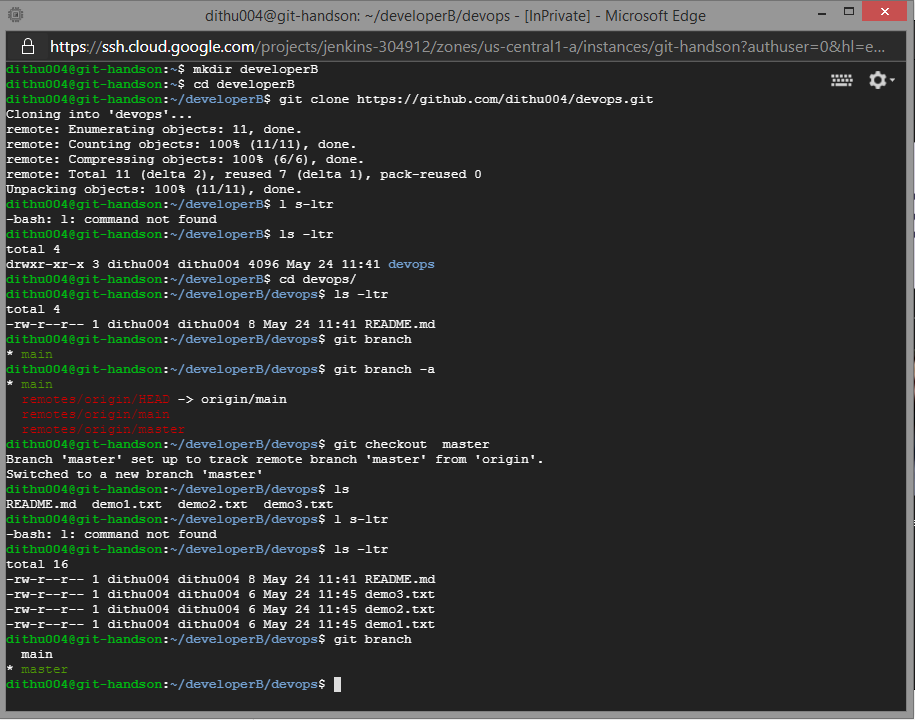 dithu004@git-handson: ~/developerB/devops - [InPrivate] - Microsoft Edge
https://ssh.cloud.google.com/projects/jenkins-304912/zones/us-central1-a/instances/git-handson?authuser=0&hl=e...
dithu004@git-handson:~$ mkdir developerB
dithu004@git-handson:~$ cd developerB
dithu004@git-handson:~/developerB$ git clone https://github.com/dithu004/devops.git
Cloning into 'devops'...
remote: Enumerating objects: 11, done.
remote: Counting objects: 100% (11/11), done.
remote: Compressing objects: 100% (6/6), done.
remote: Total 11 (delta 2), reused 7 (delta 1), pack-reused 0
Unpacking objects: 100% (11/11), done.
dithu004@git-handson:~/developerB$ l s-ltr
-bash: l: command not found
dithu004@git-handson:~/developerB$ ls -ltr
total 4
drwxr-xr-x 3 dithu004 dithu004 4096 May 24 11:41 devops
dithu004@git-handson:~/developerB$ cd devops/
dithu004@git-handson:~/developerB/devops$ ls -ltr
total 4
-rw-r--r-- 1 dithu004 dithu004 8 May 24 11:41 README.md
dithu004@git-handson:~/developerB/devops$ git branch
* main
dithu004@git-handson:~/developerB/devops$ git branch -a
* main
  remotes/origin/HEAD -> origin/main
  remotes/origin/main
  remotes/origin/master
dithu004@git-handson:~/developerB/devops$ git checkout  master
Branch 'master' set up to track remote branch 'master' from 'origin'.
Switched to a new branch 'master'
dithu004@git-handson:~/developerB/devops$ ls
README.md  demo1.txt  demo2.txt  demo3.txt
dithu004@git-handson:~/developerB/devops$ l s-ltr
-bash: l: command not found
dithu004@git-handson:~/developerB/devops$ ls -ltr
total 16
-rw-r--r-- 1 dithu004 dithu004 8 May 24 11:41 README.md
-rw-r--r-- 1 dithu004 dithu004 6 May 24 11:45 demo3.txt
-rw-r--r-- 1 dithu004 dithu004 6 May 24 11:45 demo2.txt
-rw-r--r-- 1 dithu004 dithu004 6 May 24 11:45 demo1.txt
dithu004@git-handson:~/developerB/devops$ git branch
  main
* master
dithu004@git-handson:~/developerB/devops$